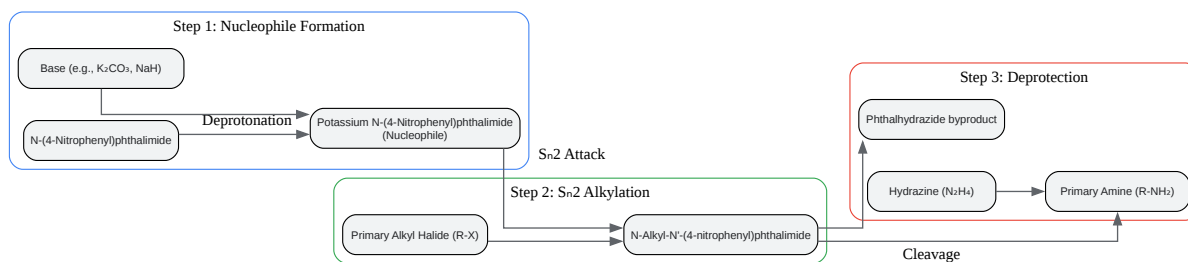 Step 1: Nucleophile Formation
Base (e.g., K₂CO₃, NaH)
Deprotonation
N-(4-Nitrophenyl)phthalimide
Potassium N-(4-Nitrophenyl)phthalimide
(Nucleophile)
Sₙ2 Attack
Step 2: Sₙ2 Alkylation
Primary Alkyl Halide (R-X)
N-Alkyl-N'-(4-nitrophenyl)phthalimide
Step 3: Deprotection
Phthalhydrazide byproduct
Hydrazine (N₂H₄)
Primary Amine (R-NH₂)
Cleavage